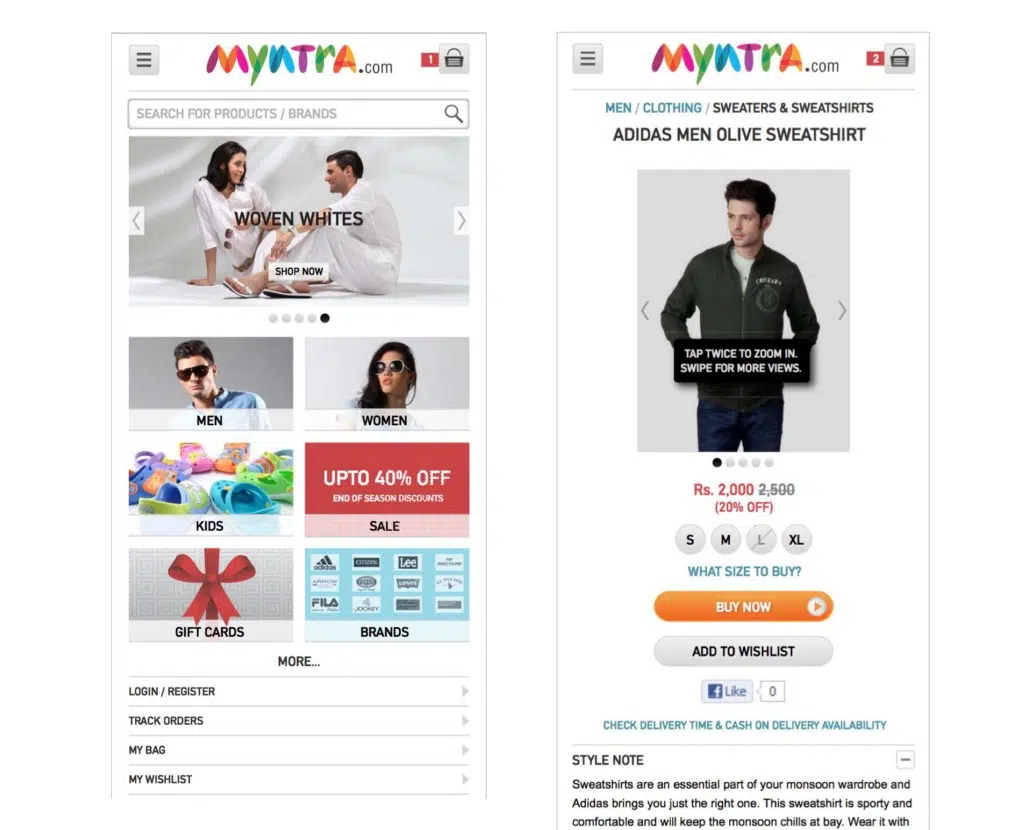 MYNTRA.com
1
SEARCH FOR PRODUCTS / BRANDS
WOVEN WHITES
SHOP NOW
MEN
WOMEN
KIDS
UPTO 40% OFF
END OF SEASON DISCOUNTS
SALE
adidas
CITIZEN
Lee
ARROW
Levi's
FILA
JOCKEY
GIFT CARDS
BRANDS
MORE...
LOGIN / REGISTER
TRACK ORDERS
MY BAG
MY WISHLIST
MYNTRA.com
2
MEN / CLOTHING / SWEATERS & SWEATSHIRTS
ADIDAS MEN OLIVE SWEATSHIRT
TAP TWICE TO ZOOM IN.
SWIPE FOR MORE VIEWS.
Rs. 2,000 2,500
(20% OFF)
S M L XL
WHAT SIZE TO BUY?
BUY NOW
ADD TO WISHLIST
Like 0
CHECK DELIVERY TIME & CASH ON DELIVERY AVAILABILITY
STYLE NOTE
Sweatshirts are an essential part of your monsoon wardrobe and
Adidas brings you just the right one. This sweatshirt is sporty and
comfortable and will keep the monsoon chills at bay. Wear it with